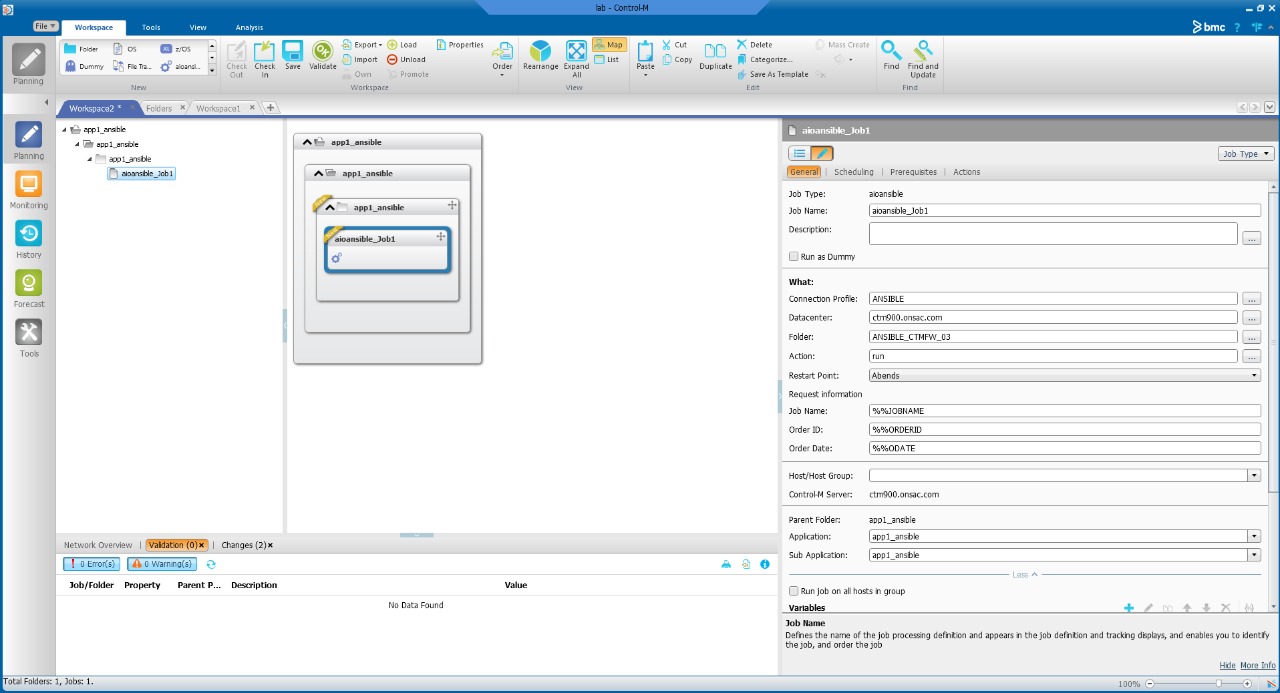 lab - Control-M
File
Workspace Tools View Analysis
bmc
Folder OS z/OS
Dummy File Tra... aioansi...
New
Check Out
Check In
Save
Validate
Export Load
Import Unload
Own Promote
Properties
Order
Workspace
Rearrange
Expand All
Map
List
View
Paste
Cut
Copy
Duplicate
Delete
Categorize...
Save As Template
Mass Create
Edit
Find
Find and Update
Find
Planning
Planning
Monitoring
History
Forecast
Tools
Workspace2 * Folders Workspace1
app1_ansible
app1_ansible
app1_ansible
aioansible_Job1
app1_ansible
app1_ansible
app1_ansible
aioansible_Job1
aioansible_Job1
Job Type
General Scheduling Prerequisites Actions
Job Type: aioansible
Job Name: aioansible_Job1
Description:
...
Run as Dummy
What:
Connection Profile: ANSIBLE ...
Datacenter: ctm900.onsac.com ...
Folder: ANSIBLE_CTMFW_03 ...
Action: run ...
Restart Point: Abends
Request information
Job Name: %%JOBNAME
Order ID: %%ORDERID
Order Date: %%ODATE
Host/Host Group:
Control-M Server: ctm900.onsac.com
Parent Folder: app1_ansible
Application: app1_ansible
Sub Application: app1_ansible
Less
Run job on all hosts in group
Variables
Job Name
Defines the name of the job processing definition and appears in the job definition and tracking displays, and enables you to identify
the job, and order the job
Hide More Info
Network Overview Validation (0) Changes (2)
0 Error(s) 0 Warning(s)
Job/Folder Property Parent P... Description Value
No Data Found
Total Folders: 1, Jobs: 1.
100%